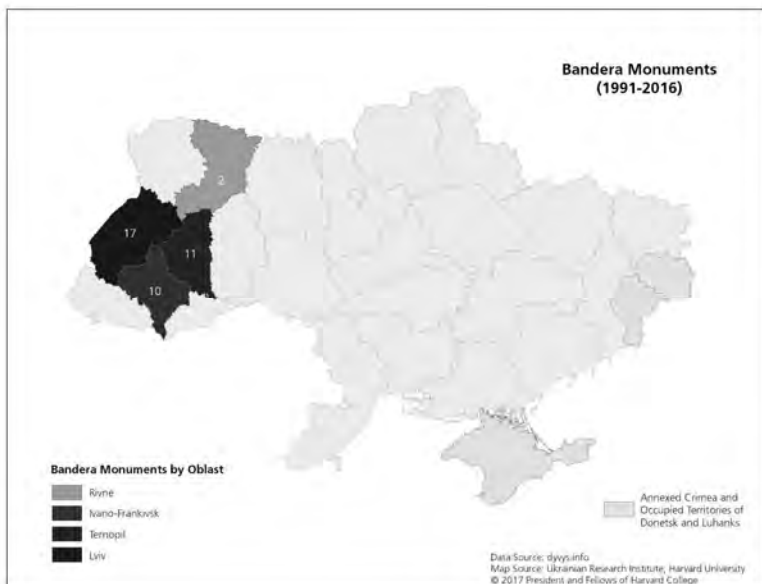 Bandera Monuments
(1991-2016)
2
17
11
10
Bandera Monuments by Oblast
Rivne
Ivano-Frankivsk
Ternopil
Lviv
Annexed Crimea and
Occupied Territories of
Donetsk and Luhanks
Data Source: dyvys.info
Map Source: Ukrainian Research Institute, Harvard University
© 2017 President and Fellows of Harvard College